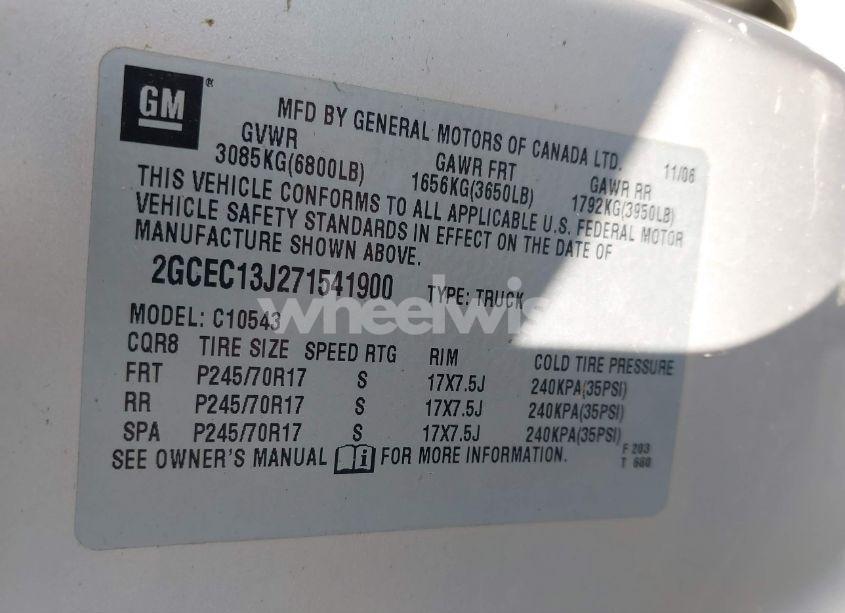 GM ®
MFD BY GENERAL MOTORS OF CANADA LTD. 11/06
GVWR GAWR FRT GAWR RR
3085KG(6800LB) 1656KG(3650LB) 1792KG(3950LB)
THIS VEHICLE CONFORMS TO ALL APPLICABLE U.S. FEDERAL MOTOR
VEHICLE SAFETY STANDARDS IN EFFECT ON THE DATE OF
MANUFACTURE SHOWN ABOVE.
2GCEC13J271541900 TYPE: TRUCK
wheelwis
MODEL: C10543
CQR8 TIRE SIZE SPEED RTG RIM COLD TIRE PRESSURE
FRT P245/70R17 S 17X7.5J 240KPA(35PSI)
RR P245/70R17 S 17X7.5J 240KPA(35PSI)
SPA P245/70R17 S 17X7.5J 240KPA(35PSI)
SEE OWNER'S MANUAL i FOR MORE INFORMATION.
F 203
T 660